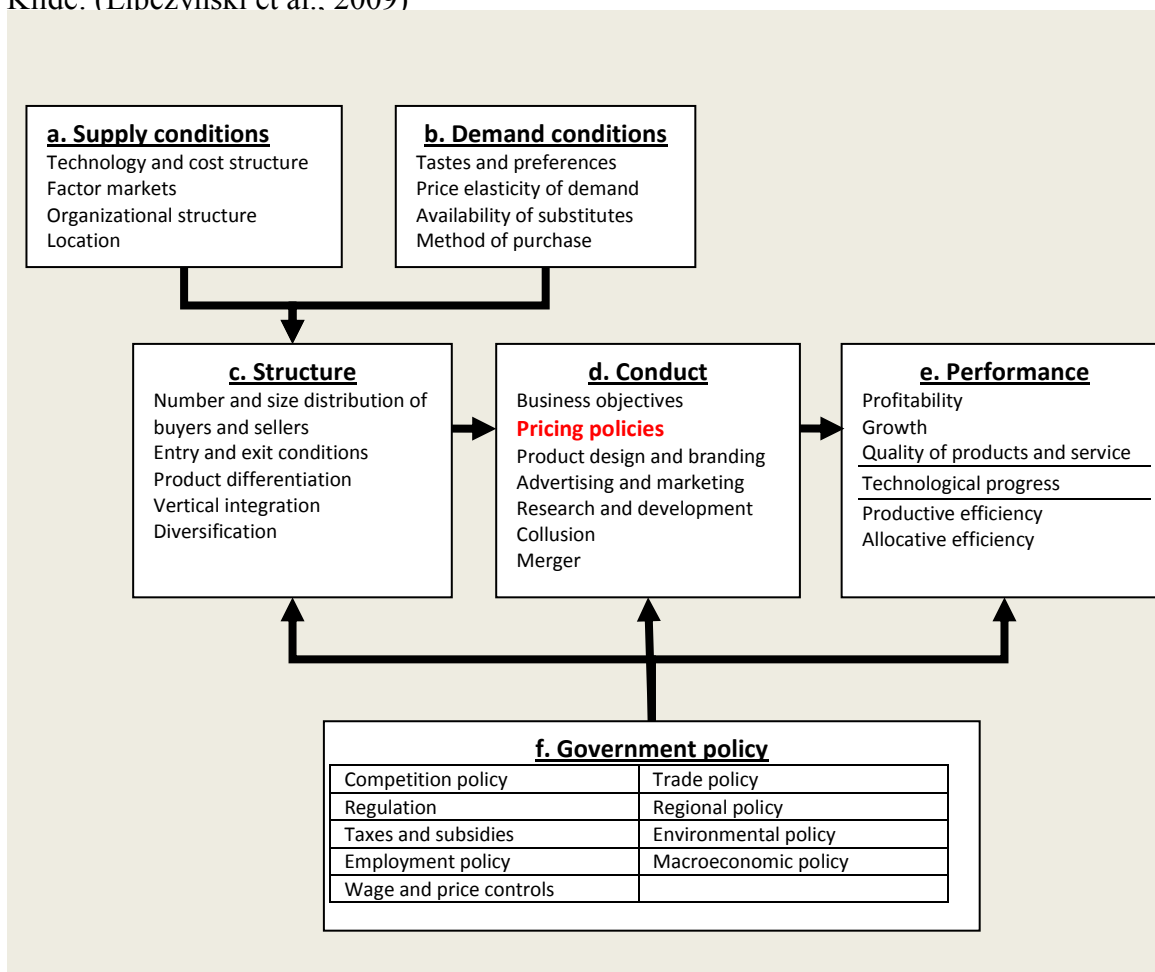 Kilde: (Lipczynski et al., 2009)
a. Supply conditions
Technology and cost structure
Factor markets
Organizational structure
Location
b. Demand conditions
Tastes and preferences
Price elasticity of demand
Availability of substitutes
Method of purchase
c. Structure
Number and size distribution of
buyers and sellers
Entry and exit conditions
Product differentiation
Vertical integration
Diversification
d. Conduct
Business objectives
Pricing policies
Product design and branding
Advertising and marketing
Research and development
Collusion
Merger
e. Performance
Profitability
Growth
Quality of products and service
Technological progress
Productive efficiency
Allocative efficiency
f. Government policy
Competition policy Trade policy
Regulation Regional policy
Taxes and subsidies Environmental policy
Employment policy Macroeconomic policy
Wage and price controls